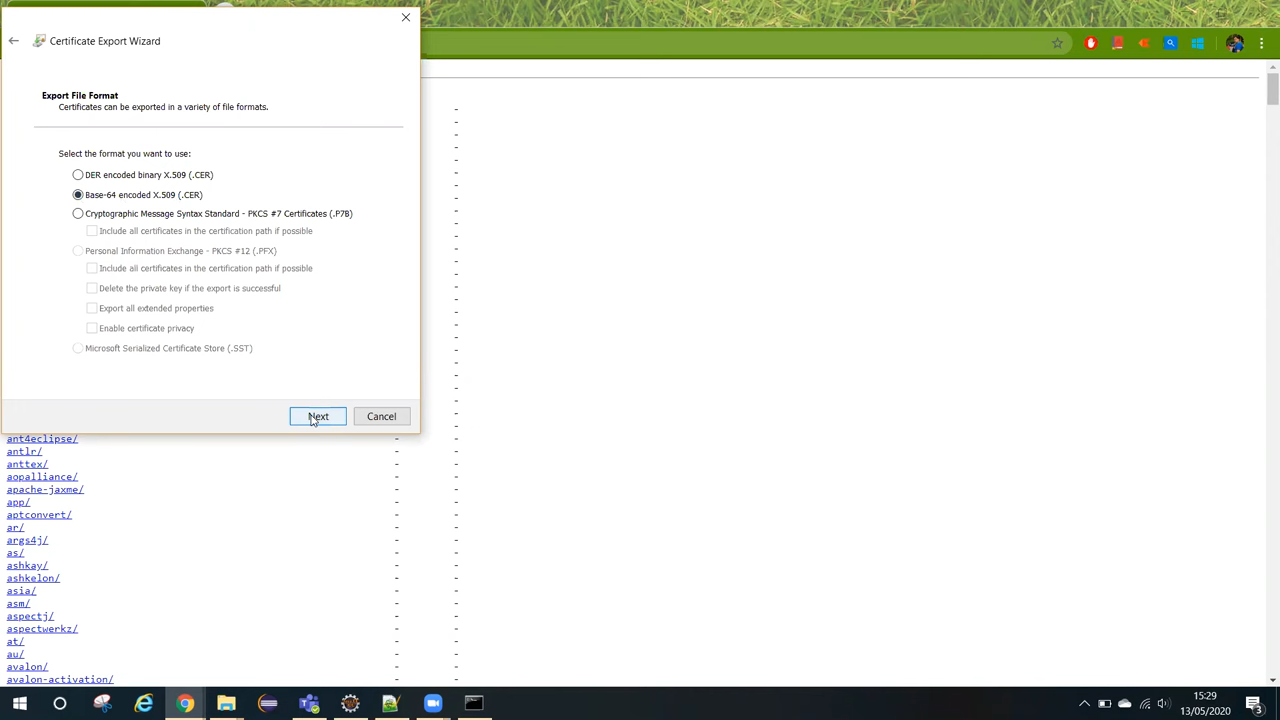 Certificate Export Wizard
Export File Format
Certificates can be exported in a variety of file formats.
Select the format you want to use:
DER encoded binary X.509 (.CER)
Base-64 encoded X.509 (.CER)
Cryptographic Message Syntax Standard - PKCS #7 Certificates (.P7B)
Include all certificates in the certification path if possible
Personal Information Exchange - PKCS #12 (.PFX)
Include all certificates in the certification path if possible
Delete the private key if the export is successful
Export all extended properties
Enable certificate privacy
Microsoft Serialized Certificate Store (.SST)
Next Cancel
ant4eclipse/ - -
antlr/ - -
anttex/ - -
aopalliance/ - -
apache-jaxme/ - -
app/ - -
aptconvert/ - -
ar/ - -
args4j/ - -
as/ - -
ashkay/ - -
ashkelon/ - -
asia/ - -
asm/ - -
aspectj/ - -
aspectwerkz/ - -
at/ - -
au/ - -
avalon/ - -
avalon-activation/ - -
15:29
13/05/2020
3